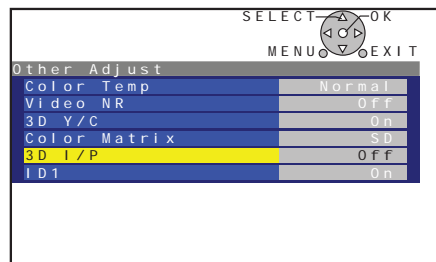 SELECT OK
MENU EXIT
Other Adjust
Color Temp Normal
Video NR Off
3D Y/C On
Color Matrix SD
3D I/P Off
ID1 On